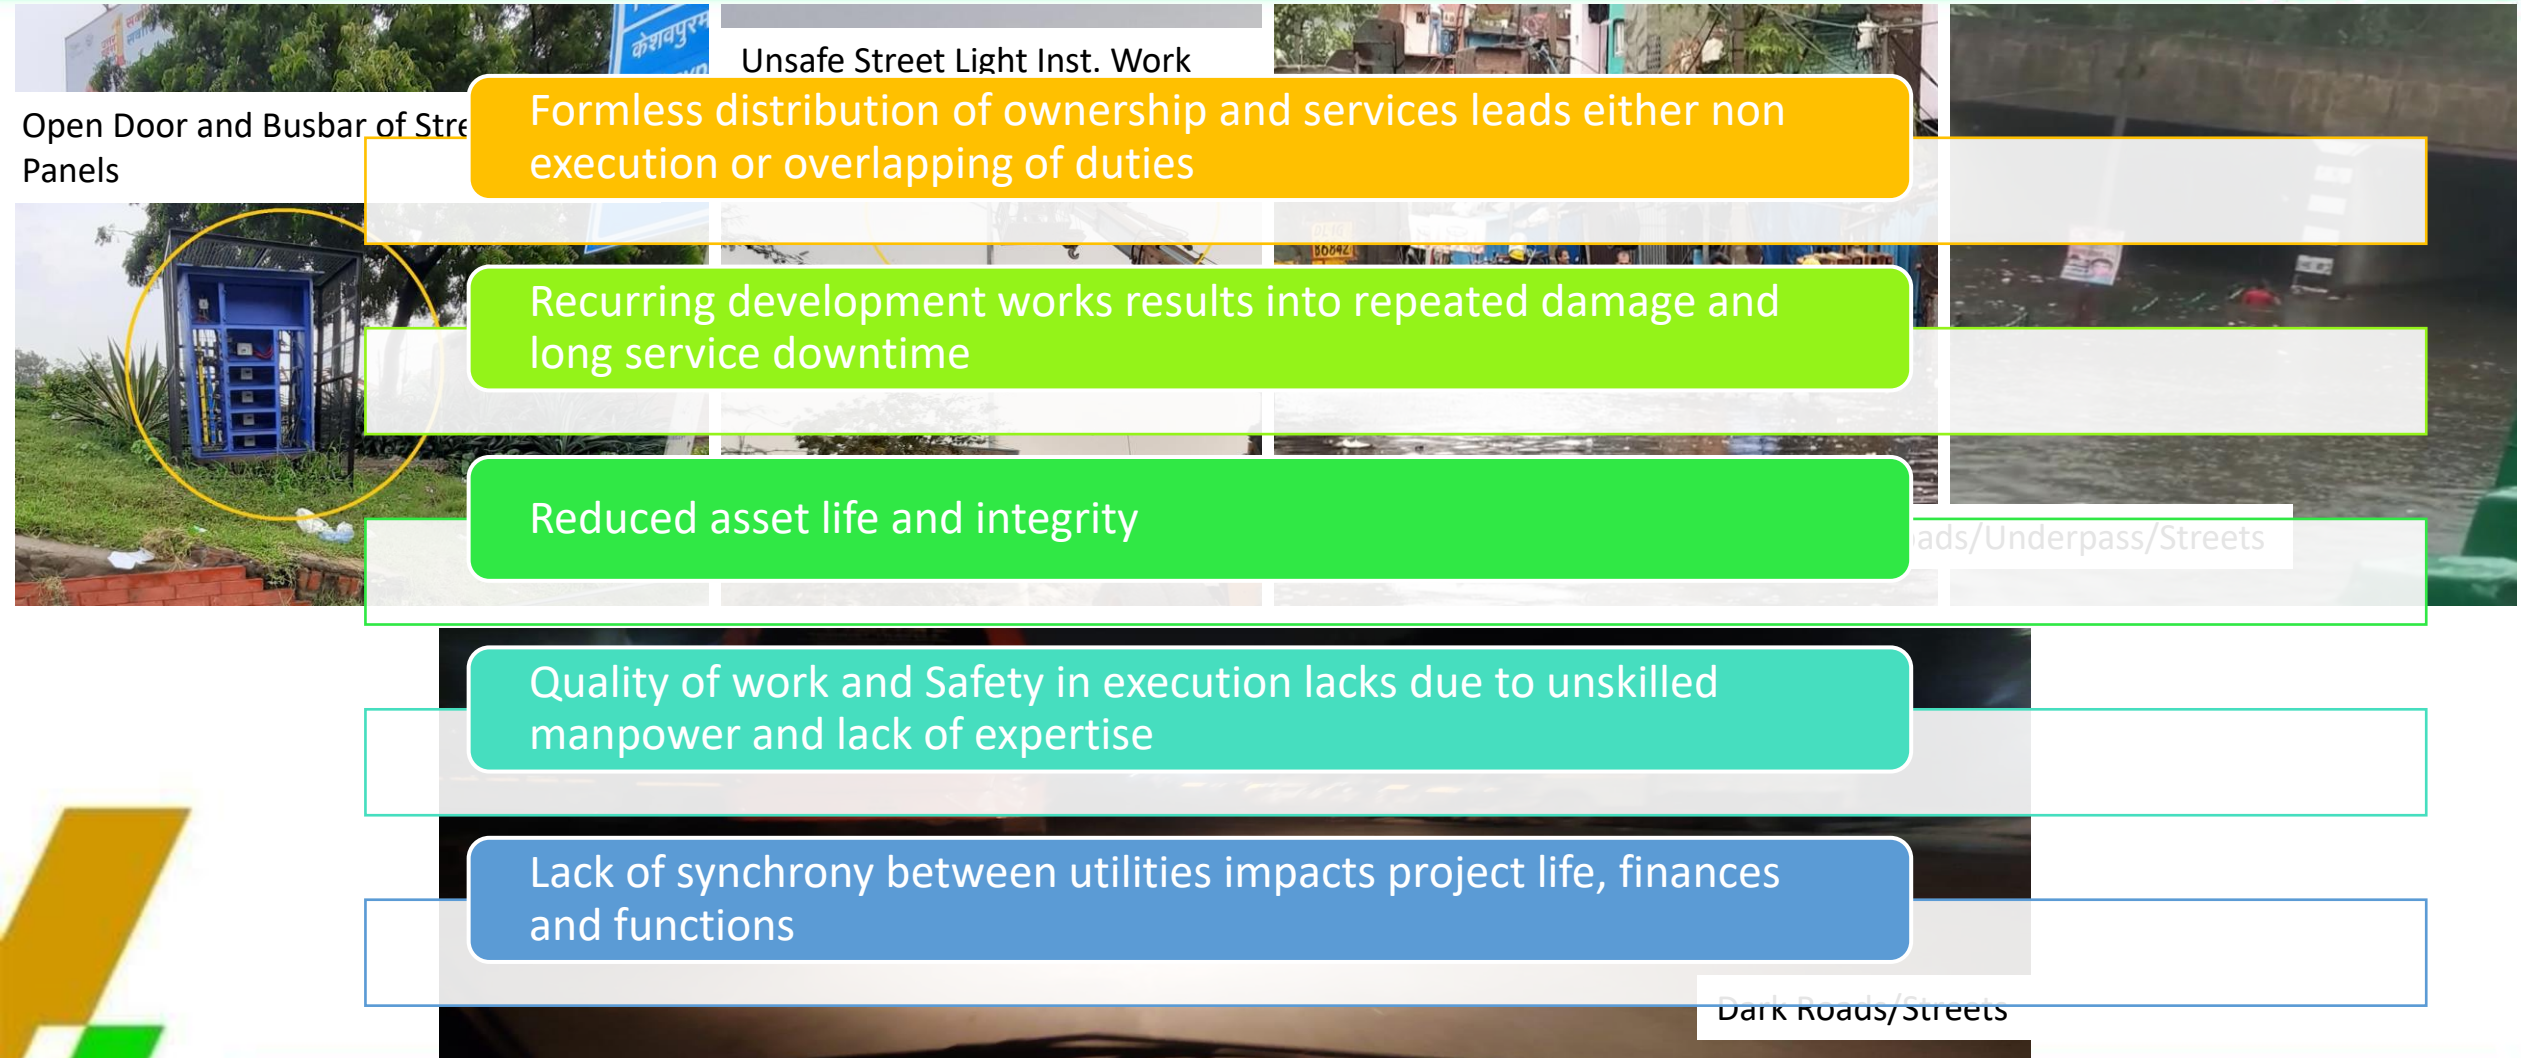 केशवपुरम
Unsafe Street Light Inst. Work
Open Door and Busbar of
Panels
Formless distribution of ownership and services leads either non
execution or overlapping of duties
Recurring development works results into repeated damage and
long service downtime
Reduced asset life and integrity
/Underpass/Streets
Quality of work and Safety in execution lacks due to unskilled
manpower and lack of expertise
Lack of synchrony between utilities impacts project life, finances
and functions
Dark Roads/Streets